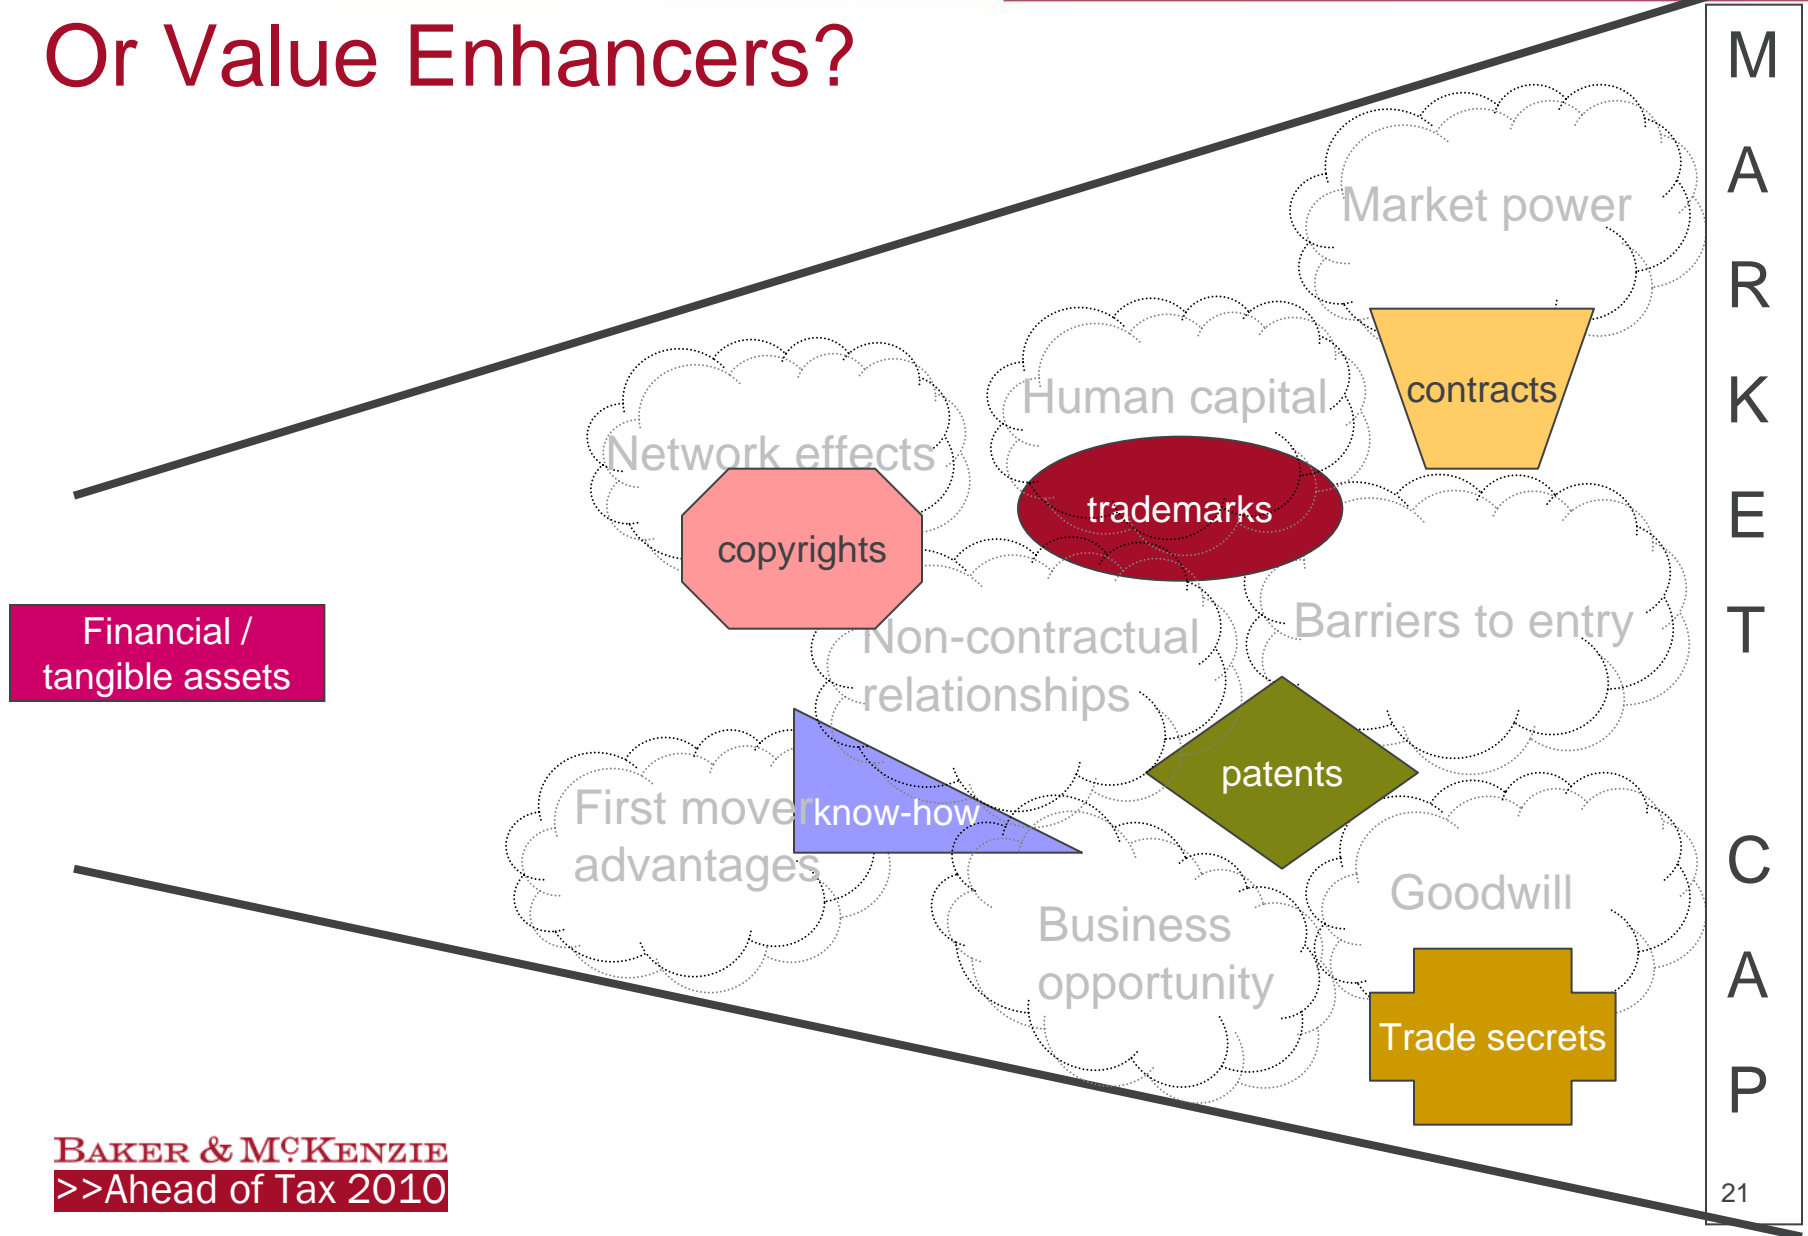 Or Value Enhancers?
Market power
contracts
Human capital
trademarks
Network effects
copyrights
Non-contractual
relationships
Barriers to entry
Financial /
tangible assets
First mover
advantages
know-how
patents
Business
opportunity
Goodwill
Trade secrets
M
A
R
K
E
T
C
A
P
BAKER & MCKENZIE
>>Ahead of Tax 2010
21